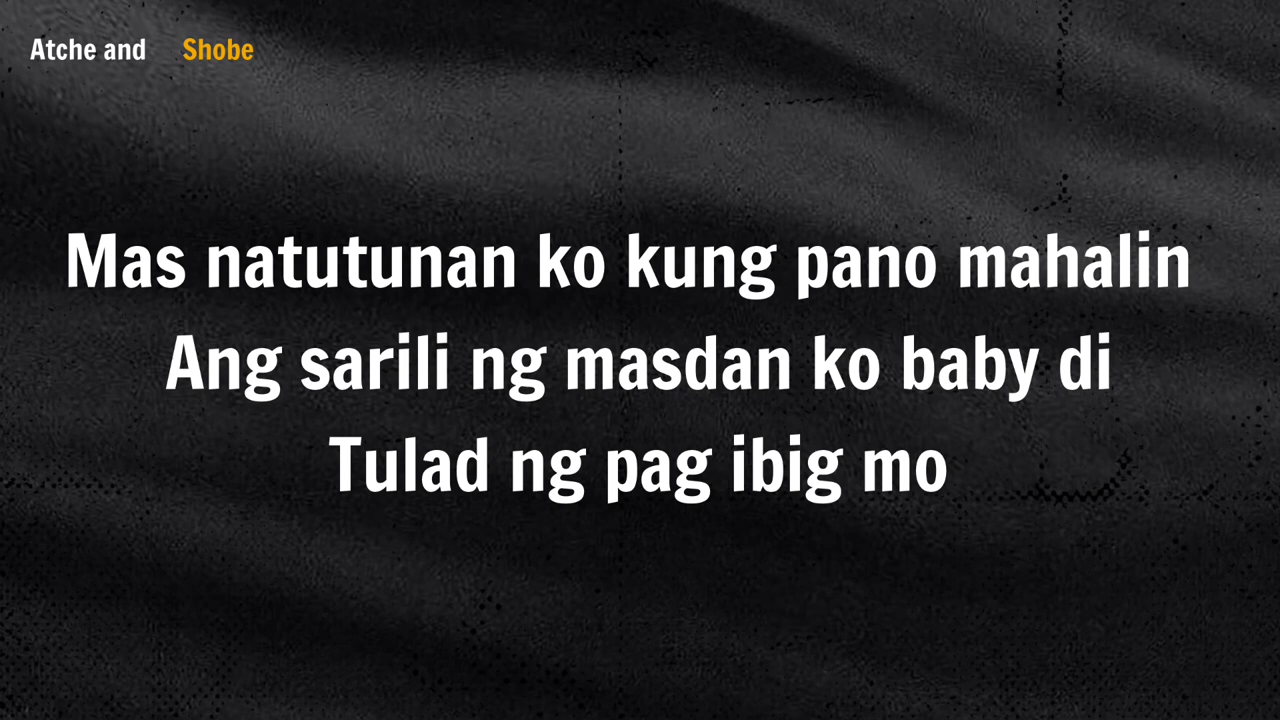 Atche and Shobe
Mas natutunan ko kung pano mahalin
Ang sarili ng masdan ko baby di
Tulad ng pag ibig mo